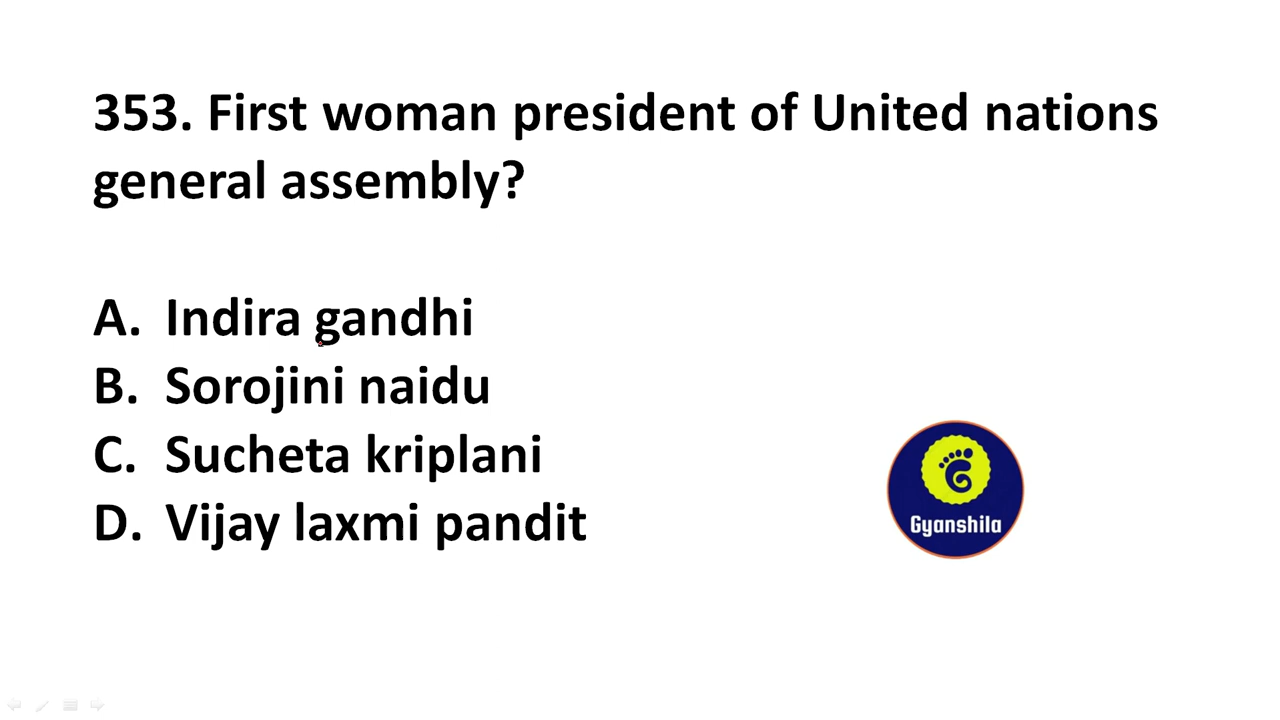 353. First woman president of United nations
general assembly?
A. Indira gandhi
B. Sorojini naidu
C. Sucheta kriplani
D. Vijay laxmi pandit
Gyanshila